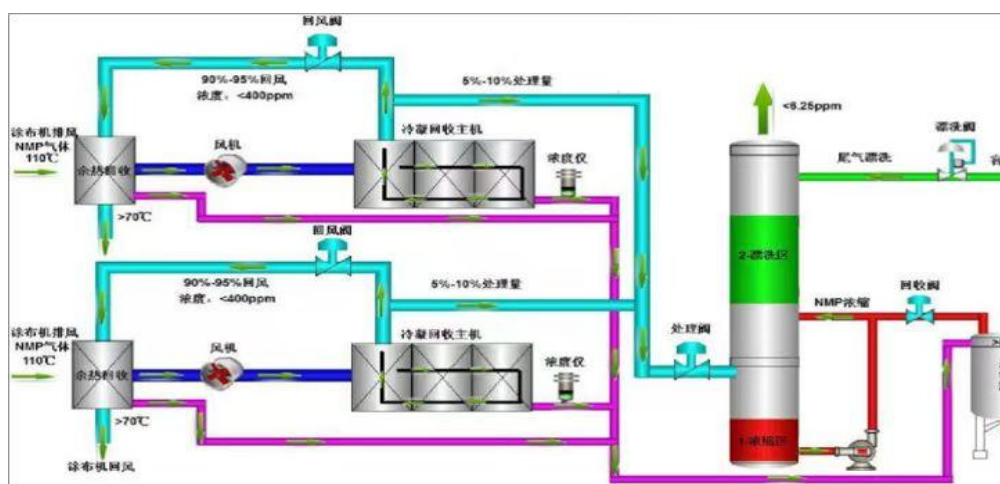 回风阀
90%-95%回风
浓度：<400ppm
5%-10%处理量
<6.25ppm
涂布机排风
NMP气体
110℃
余热回收
风机
冷凝回收主机
浓度仪
漂洗阀
尾气漂洗
>70℃
回风阀
90%-95%回风
浓度：<400ppm
5%-10%处理量
2-漂洗区
NMP浓缩
回收阀
涂布机排风
NMP气体
110℃
余热回收
风机
冷凝回收主机
浓度仪
处理阀
>70℃
1-浓缩区
涂布机回风